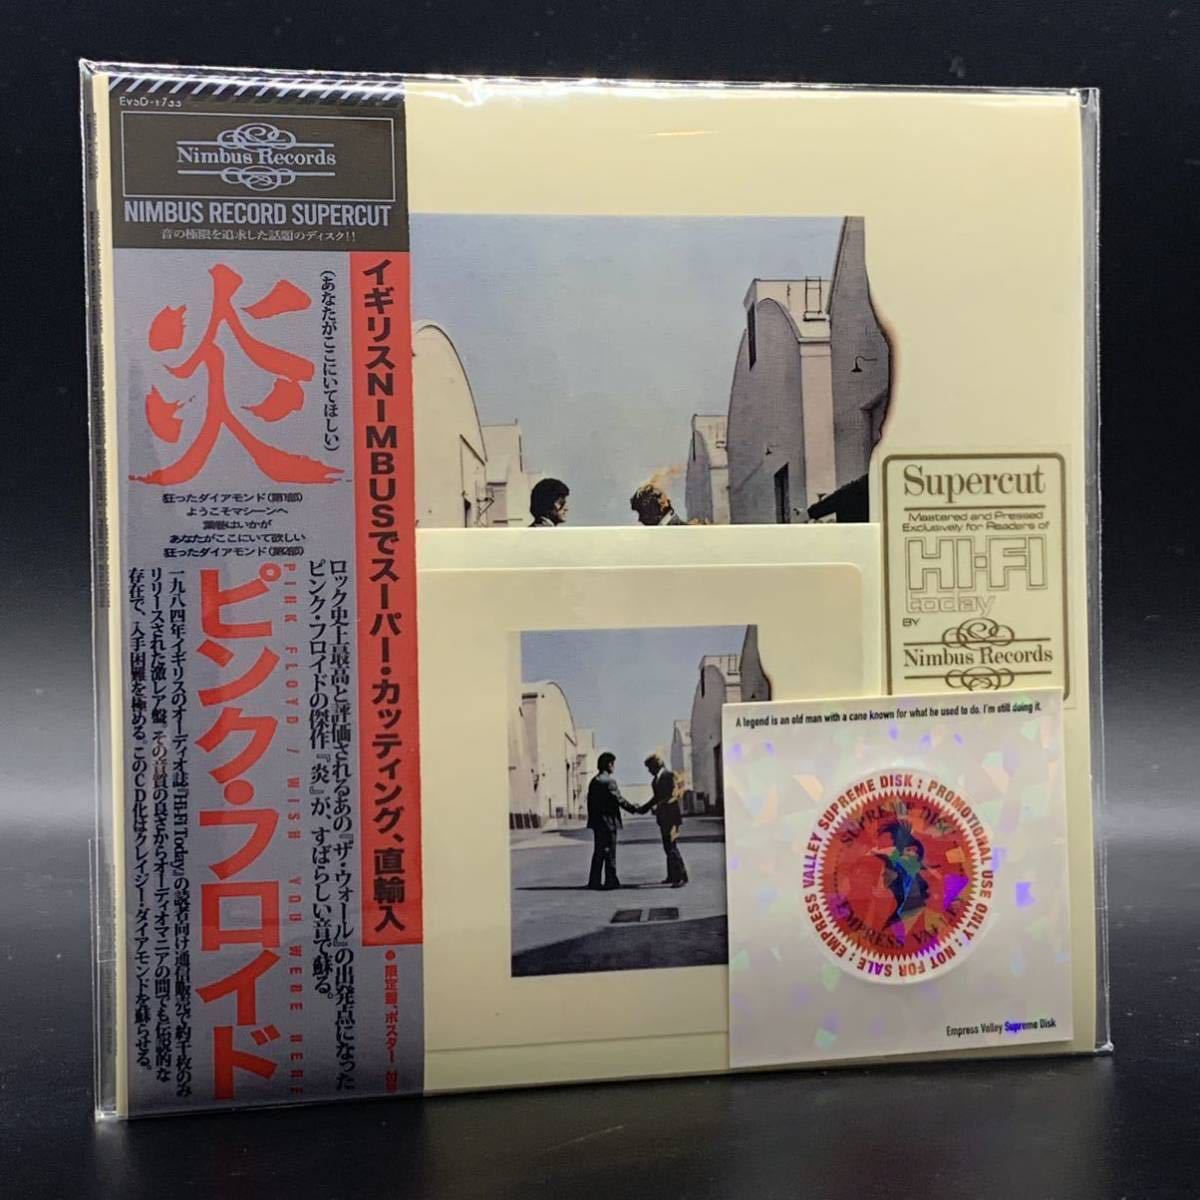 EVSD-1733
Nimbus Records
NIMBUS RECORD SUPERCUT
音の極限を追求した話題のディスク!!
炎
(あなたがここにいてほしい)
狂ったダイアモンド(第1部)
ようこそマシーンへ
葉巻はいかが
あなたがここにいて欲しい
狂ったダイアモンド(第2部)
イギリスNIMBUSでスーパー・カッティング、直輸入
●限定盤、ポスター付
ロック史上最高と評価されるあの『ザ・ウォール』の出発点になった
ピンク・フロイドの傑作『炎』が、すばらしい音で蘇る。
PINK FLOYD / WISH YOU WERE HERE
ピンク・フロイド
一九八四年イギリスのオーディオ誌『Hi-Fi Today』の読者向け通信販売で約千枚のみ
リリースされた激レア盤。その音質の良さからオーディオマニアの間でも伝説的な
存在で、入手困難を極める。このCD化はクレイジー・ダイアモンドを蘇らせる。
Supercut
Mastered and Pressed
Exclusively for Readers of
HI-FI
today
BY
Nimbus Records
A legend is an old man with a cane known for what he used to do. I'm still doing it.
EMPRESS VALLEY SUPREME DISK : PROMOTIONAL USE ONLY : NOT FOR SALE :
SUPREME DISC
EMPRESS VALLEY
Empress Valley Supreme Disk